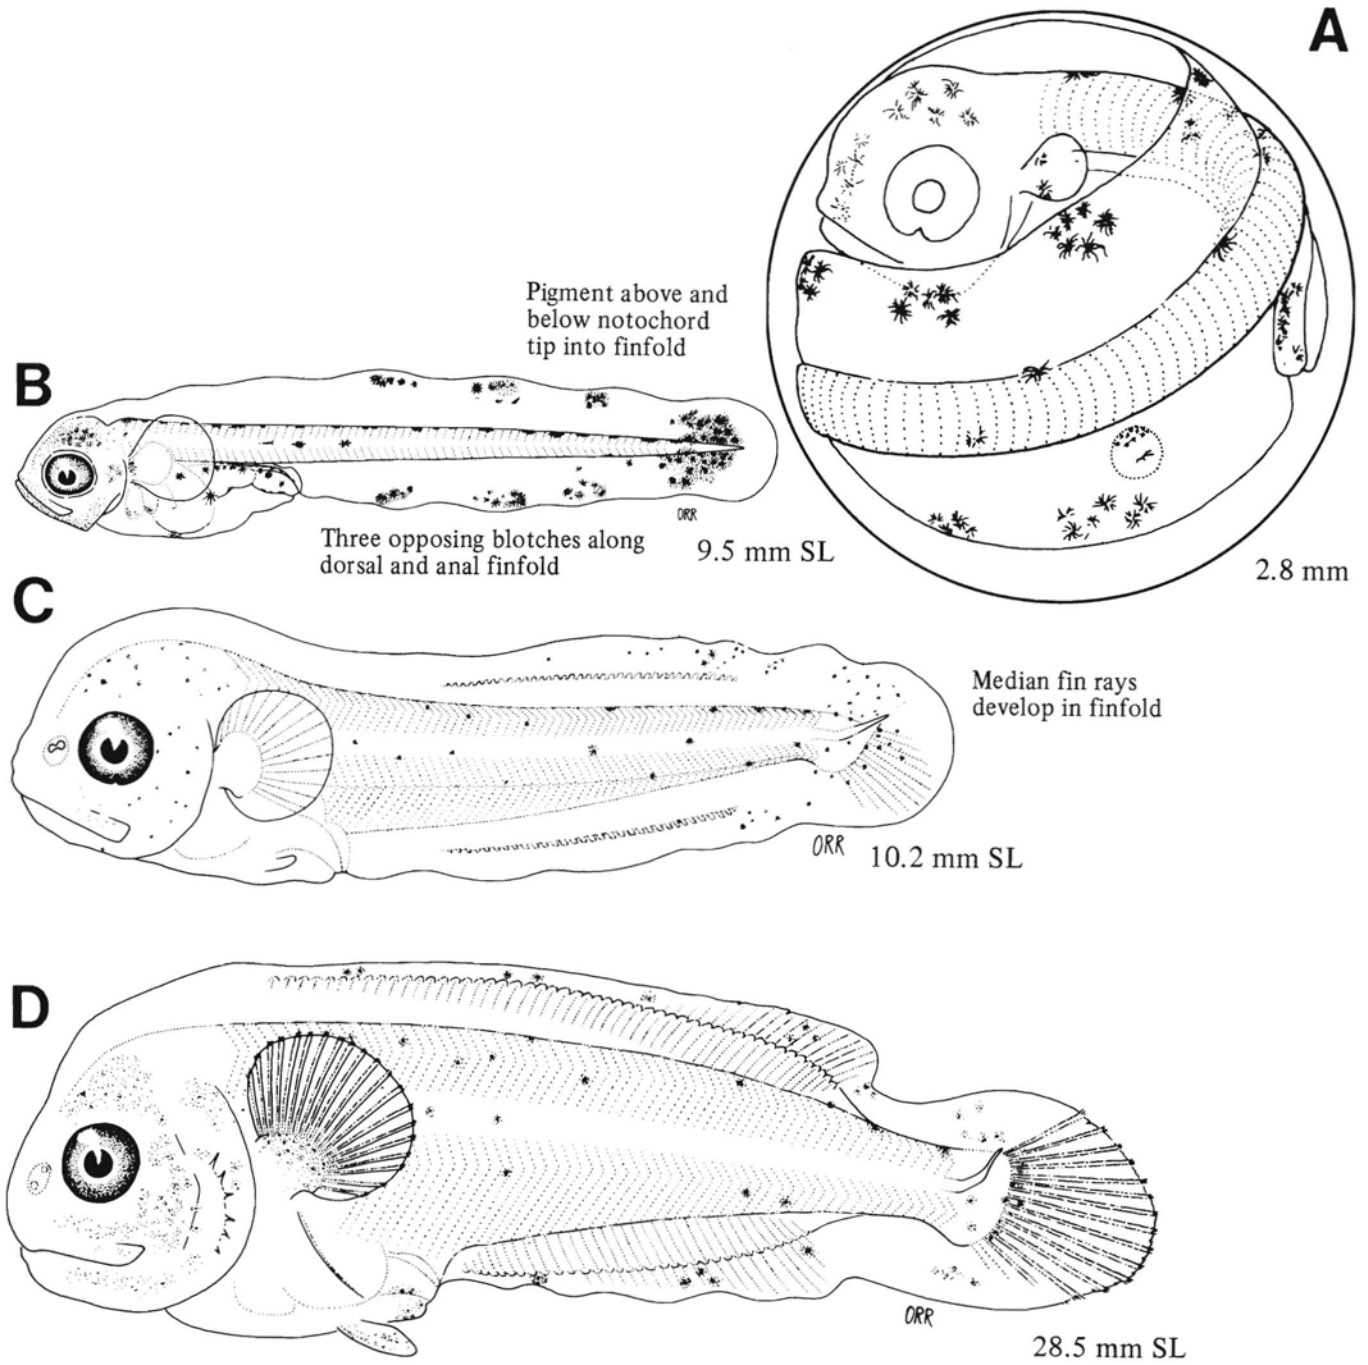 A
Pigment above and
below notochord
tip into finfold
B
ORR
Three opposing blotches along
dorsal and anal finfold
9.5 mm SL
2.8 mm
C
Median fin rays
develop in finfold
ORR
10.2 mm SL
D
ORR
28.5 mm SL